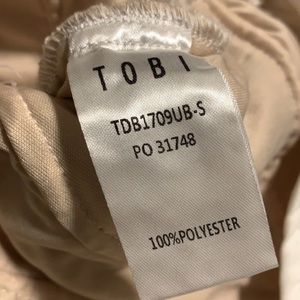 TOBI
TDB1709UB-S
PO 31748
100%POLYESTER